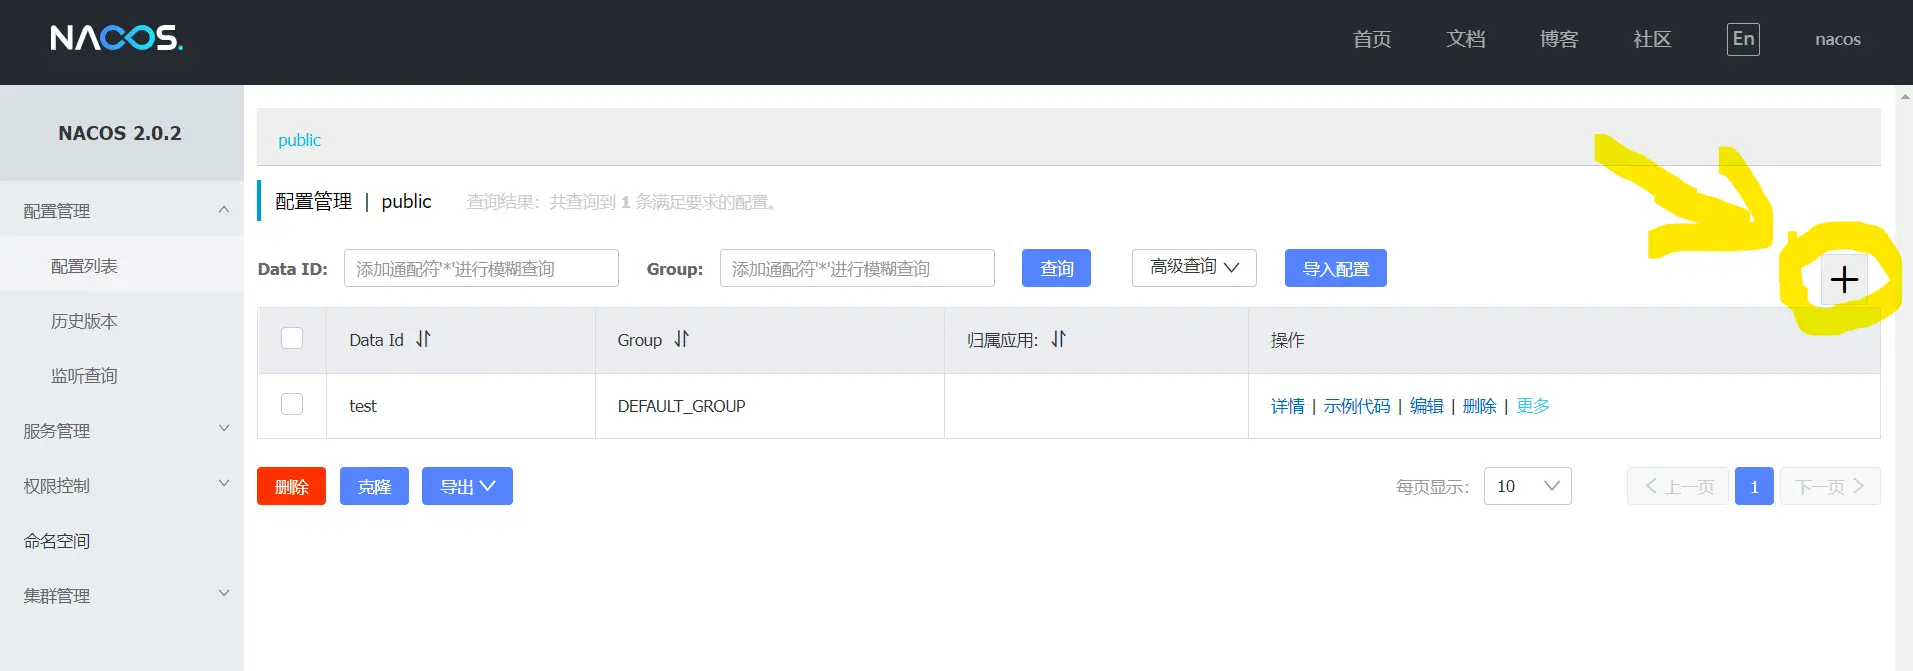 NACOS.
首页 文档 博客 社区 En nacos
NACOS 2.0.2
配置管理
配置列表
历史版本
监听查询
服务管理
权限控制
命名空间
集群管理
public
配置管理 | public 查询结果：共查询到 1 条满足要求的配置。
Data ID: 添加通配符'*'进行模糊查询 Group: 添加通配符'*'进行模糊查询 查询 高级查询 导入配置
Data Id Group 归属应用: 操作
test DEFAULT_GROUP 详情 | 示例代码 | 编辑 | 删除 | 更多
删除 克隆 导出 每页显示: 10 上一页 1 下一页